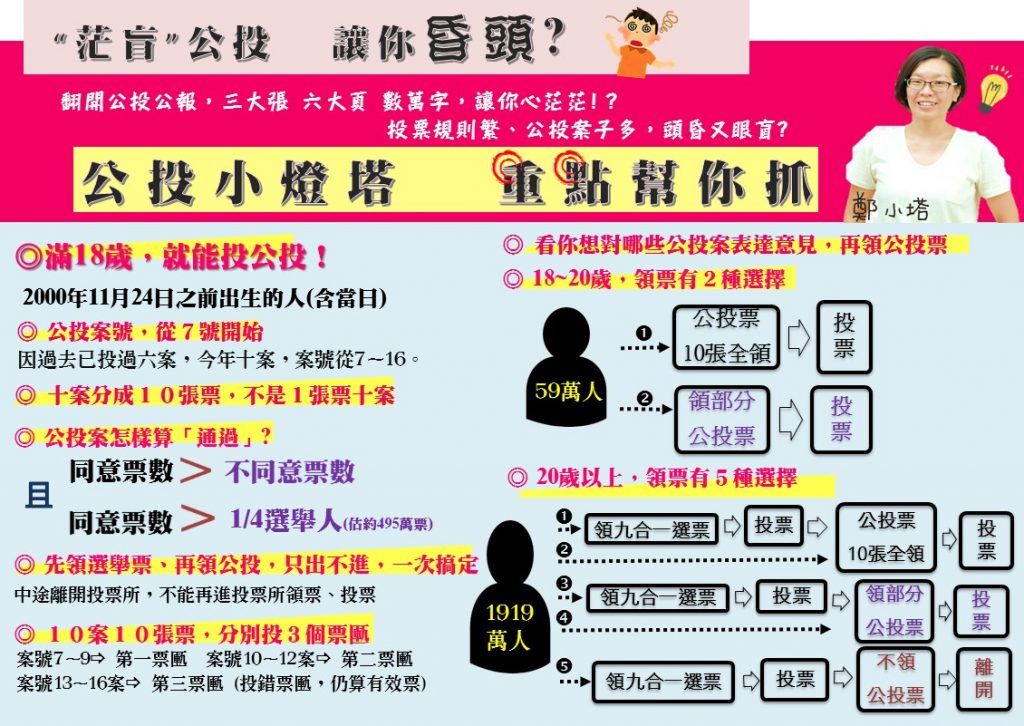 “茫盲”公投 讓你昏頭?
翻開公投公報，三大張 六大頁 數萬字，讓你心茫茫!?
投票規則繁、公投案子多，頭昏又眼盲?
公投小燈塔 重點幫你抓
鄭小塔
◎滿18歲，就能投公投！
2000年11月24日之前出生的人(含當日)
◎ 公投案號，從７號開始
因過去已投過六案，今年十案，案號從7～16。
◎ 十案分成１０張票，不是１張票十案
◎ 公投案怎樣算「通過」?
同意票數＞不同意票數
且
同意票數＞1/4選舉人(估約495萬票)
◎ 先領選舉票、再領公投，只出不進，一次搞定
中途離開投票所，不能再進投票所領票、投票
◎ １０案１０張票，分別投３個票匭
案號7～9⇨ 第一票匭 案號10～12案⇨ 第二票匭
案號13～16案⇨ 第三票匭 (投錯票匭，仍算有效票)
◎ 看你想對哪些公投案表達意見，再領公投票
◎ 18~20歲，領票有２種選擇
59萬人
❶
公投票
10張全領
投
票
❷
領部分
公投票
投
票
◎ 20歲以上，領票有５種選擇
1919
萬人
❶
領九合一選票
投票
❷
公投票
10張全領
投
票
❸
領九合一選票
投票
❹
領部分
公投票
投
票
❺
領九合一選票
投票
不領
公投票
離
開